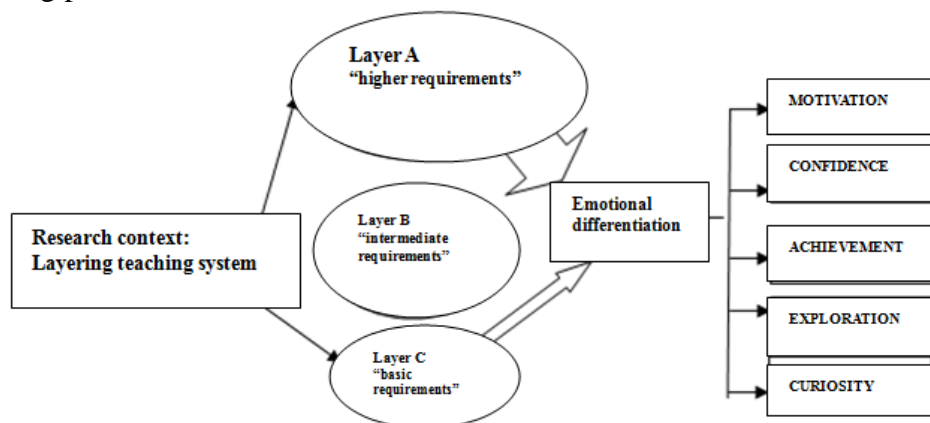 Layer A
“higher requirements”
Layer B
“intermediate
requirements”
Layer C
“basic
requirements”
Research context:
Layering teaching system
Emotional
differentiation
MOTIVATION
CONFIDENCE
ACHIEVEMENT
EXPLORATION
CURIOSITY